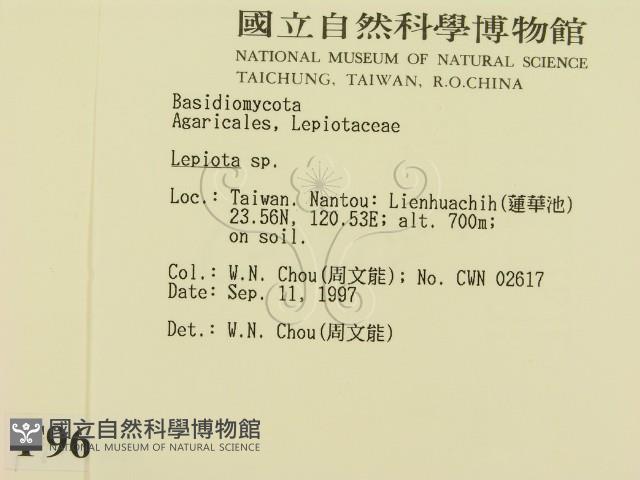 國立自然科學博物館
NATIONAL MUSEUM OF NATURAL SCIENCE
TAICHUNG, TAIWAN, R.O.CHINA
Basidiomycota
Agaricales, Lepiotaceae
Lepiota sp.
Loc.: Taiwan. Nantou: Lienhuachih(蓮華池)
23.56N, 120.53E; alt. 700m;
on soil.
Col.: W.N. Chou(周文能); No. CWN 02617
Date: Sep. 11, 1997
Det.: W.N. Chou(周文能)
國立自然科學博物館
NATIONAL MUSEUM OF NATURAL SCIENCE
96